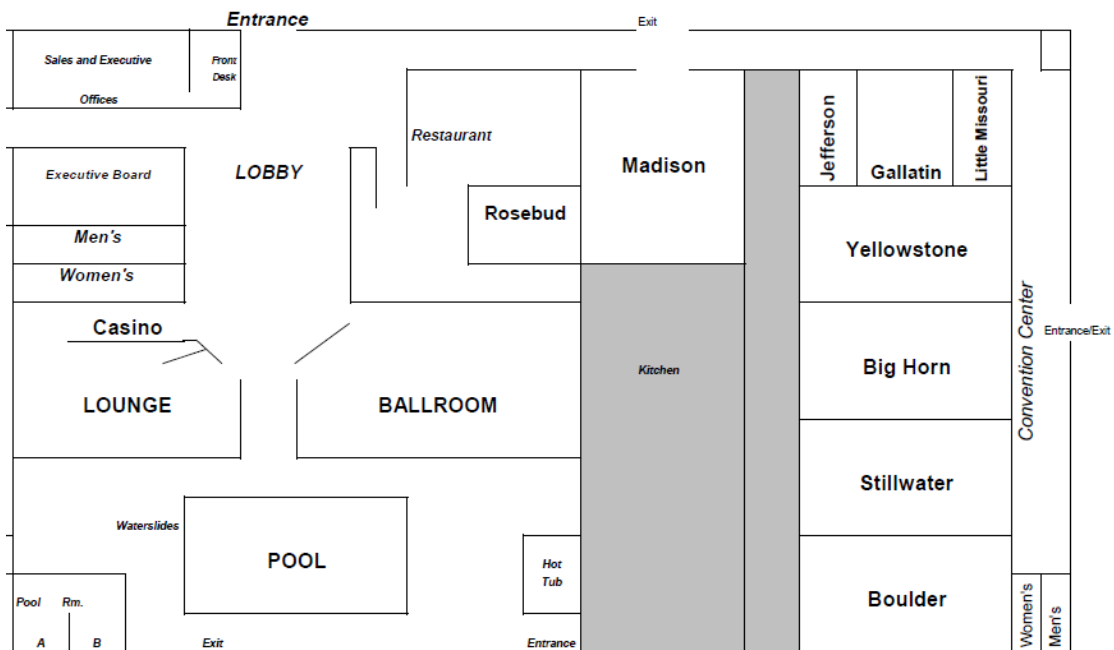 Entrance
Exit
Sales and Executive
Offices
Front
Desk
Restaurant
LOBBY
Executive Board
Men's
Women's
Madison
Rosebud
Jefferson
Gallatin
Little Missouri
Yellowstone
Casino
LOUNGE
BALLROOM
Kitchen
Big Horn
Convention Center
Entrance/Exit
Stillwater
Waterslides
POOL
Hot
Tub
Boulder
Pool Rm.
A B
Exit
Entrance
Women's
Men's